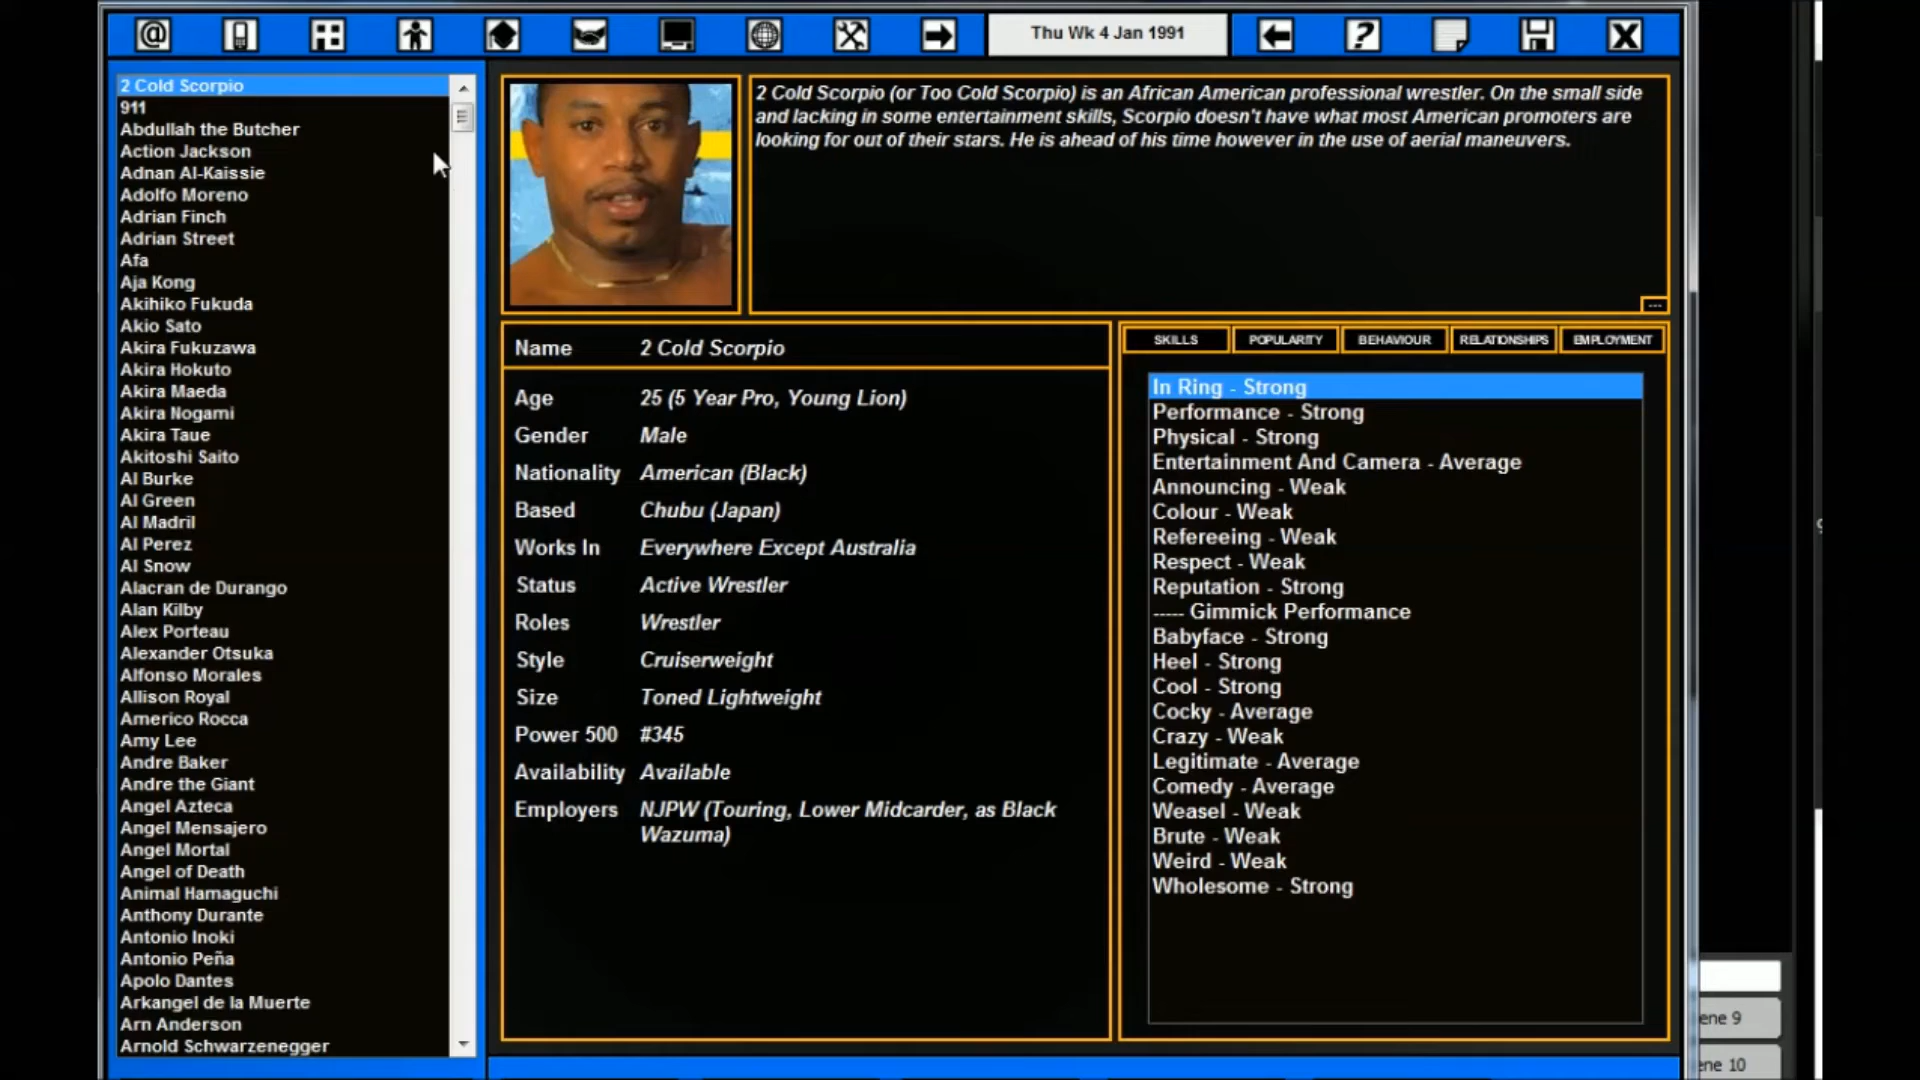 Thu Wk 4 Jan 1991
2 Cold Scorpio
911
Abdullah the Butcher
Action Jackson
Adnan Al-Kaissie
Adolfo Moreno
Adrian Finch
Adrian Street
Afa
Aja Kong
Akihiko Fukuda
Akio Sato
Akira Fukuzawa
Akira Hokuto
Akira Maeda
Akira Nogami
Akira Taue
Akitoshi Saito
Al Burke
Al Green
Al Madril
Al Perez
Al Snow
Alacran de Durango
Alan Kilby
Alex Porteau
Alexander Otsuka
Alfonso Morales
Allison Royal
Americo Rocca
Amy Lee
Andre Baker
Andre the Giant
Angel Azteca
Angel Mensajero
Angel Mortal
Angel of Death
Animal Hamaguchi
Anthony Durante
Antonio Inoki
Antonio Peña
Apolo Dantes
Arkangel de la Muerte
Arn Anderson
Arnold Schwarzenegger
2 Cold Scorpio (or Too Cold Scorpio) is an African American professional wrestler. On the small side
and lacking in some entertainment skills, Scorpio doesn't have what most American promoters are
looking for out of their stars. He is ahead of his time however in the use of aerial maneuvers.
...
Name 2 Cold Scorpio
Age 25 (5 Year Pro, Young Lion)
Gender Male
Nationality American (Black)
Based Chubu (Japan)
Works In Everywhere Except Australia
Status Active Wrestler
Roles Wrestler
Style Cruiserweight
Size Toned Lightweight
Power 500 #345
Availability Available
Employers NJPW (Touring, Lower Midcarder, as Black
Wazuma)
SKILLS POPULARITY BEHAVIOUR RELATIONSHIPS EMPLOYMENT
In Ring - Strong
Performance - Strong
Physical - Strong
Entertainment And Camera - Average
Announcing - Weak
Colour - Weak
Refereeing - Weak
Respect - Weak
Reputation - Strong
----- Gimmick Performance
Babyface - Strong
Heel - Strong
Cool - Strong
Cocky - Average
Crazy - Weak
Legitimate - Average
Comedy - Average
Weasel - Weak
Brute - Weak
Weird - Weak
Wholesome - Strong
ene 9
ene 10